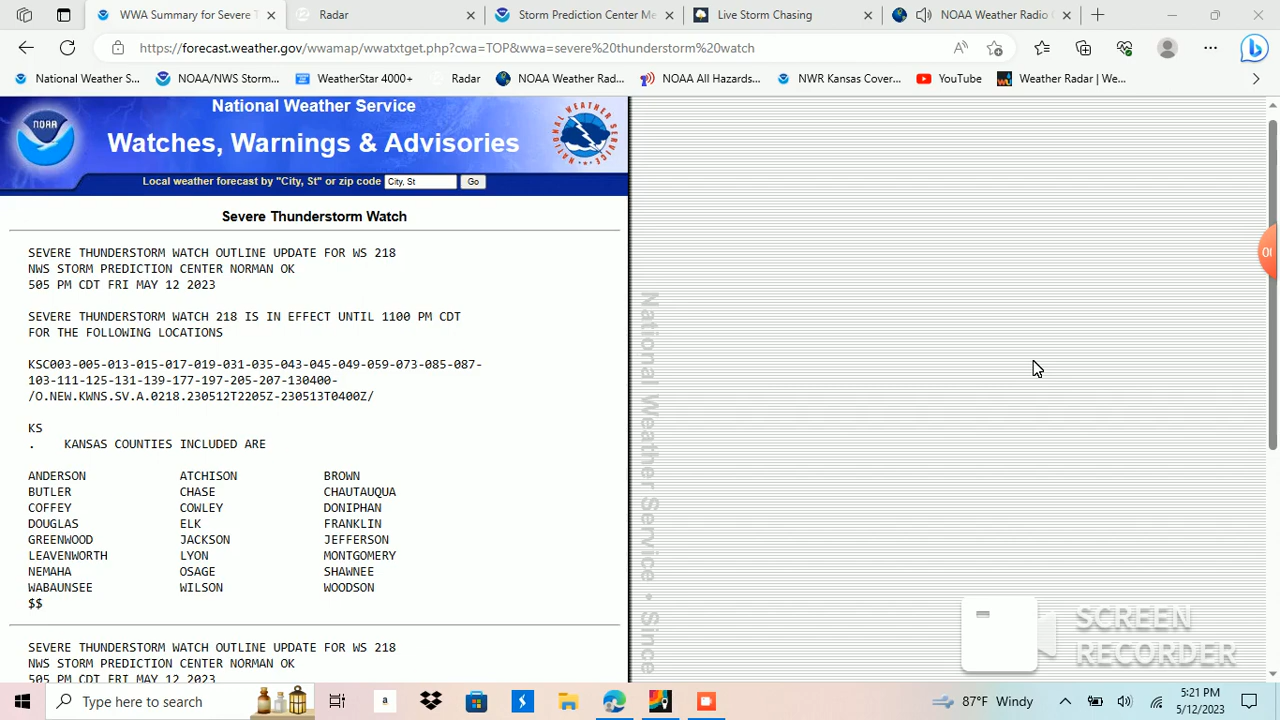 WWA Summary for Severe T
Radar
Storm Prediction Center Me
Live Storm Chasing
NOAA Weather Radio (
https://forecast.weather.gov/wwamap/wwatxtget.php?cwa=TOP&wwa=severe%20thunderstorm%20watch
National Weather S...
NOAA/NWS Storm...
WeatherStar 4000+
Radar
NOAA Weather Rad...
NOAA All Hazards...
NWR Kansas Cover...
YouTube
Weather Radar | We...
NOAA
National Weather Service
Watches, Warnings & Advisories
Local weather forecast by "City, St" or zip code City, St Go
Severe Thunderstorm Watch
SEVERE THUNDERSTORM WATCH OUTLINE UPDATE FOR WS 218
NWS STORM PREDICTION CENTER NORMAN OK
505 PM CDT FRI MAY 12 2023
SEVERE THUNDERSTORM WATCH 218 IS IN EFFECT UNTIL 1100 PM CDT
FOR THE FOLLOWING LOCATIONS
KSC003-005-013-015-017-019-031-035-043-045-049-059-073-085-087-
103-111-125-131-139-177-197-205-207-130400-
/O.NEW.KWNS.SV.A.0218.230512T2205Z-230513T0400Z/
KS
. KANSAS COUNTIES INCLUDED ARE
ANDERSON ATCHISON BROWN
BUTLER CHASE CHAUTAUQUA
COFFEY COWLEY DONIPHAN
DOUGLAS ELK FRANKLIN
GREENWOOD JACKSON JEFFERSON
LEAVENWORTH LYON MONTGOMERY
NEMAHA OSAGE SHAWNEE
WABAUNSEE WILSON WOODSON
$$
SEVERE THUNDERSTORM WATCH OUTLINE UPDATE FOR WS 218
NWS STORM PREDICTION CENTER NORMAN OK
505 PM CDT FRI MAY 12 2023
National Weather Service • Since
SCREEN
RECORDER
Type here to search
87°F Windy
5:21 PM
5/12/2023